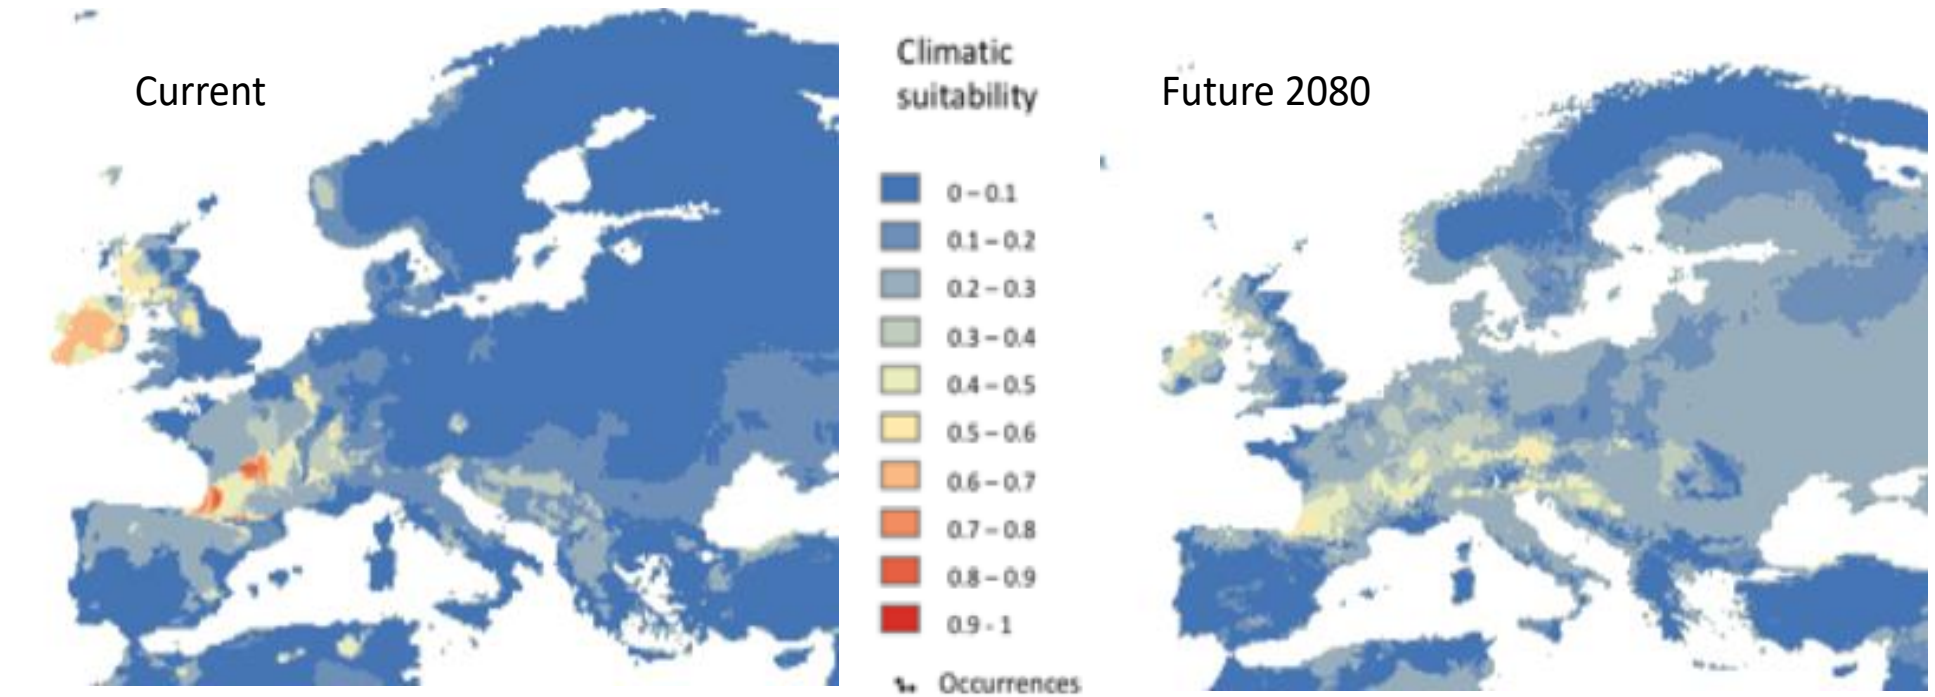 Current
Climatic
suitability
0 – 0.1
0.1 – 0.2
0.2 – 0.3
0.3 – 0.4
0.4 – 0.5
0.5 – 0.6
0.6 – 0.7
0.7 – 0.8
0.8 – 0.9
0.9 - 1
Occurrences
Future 2080